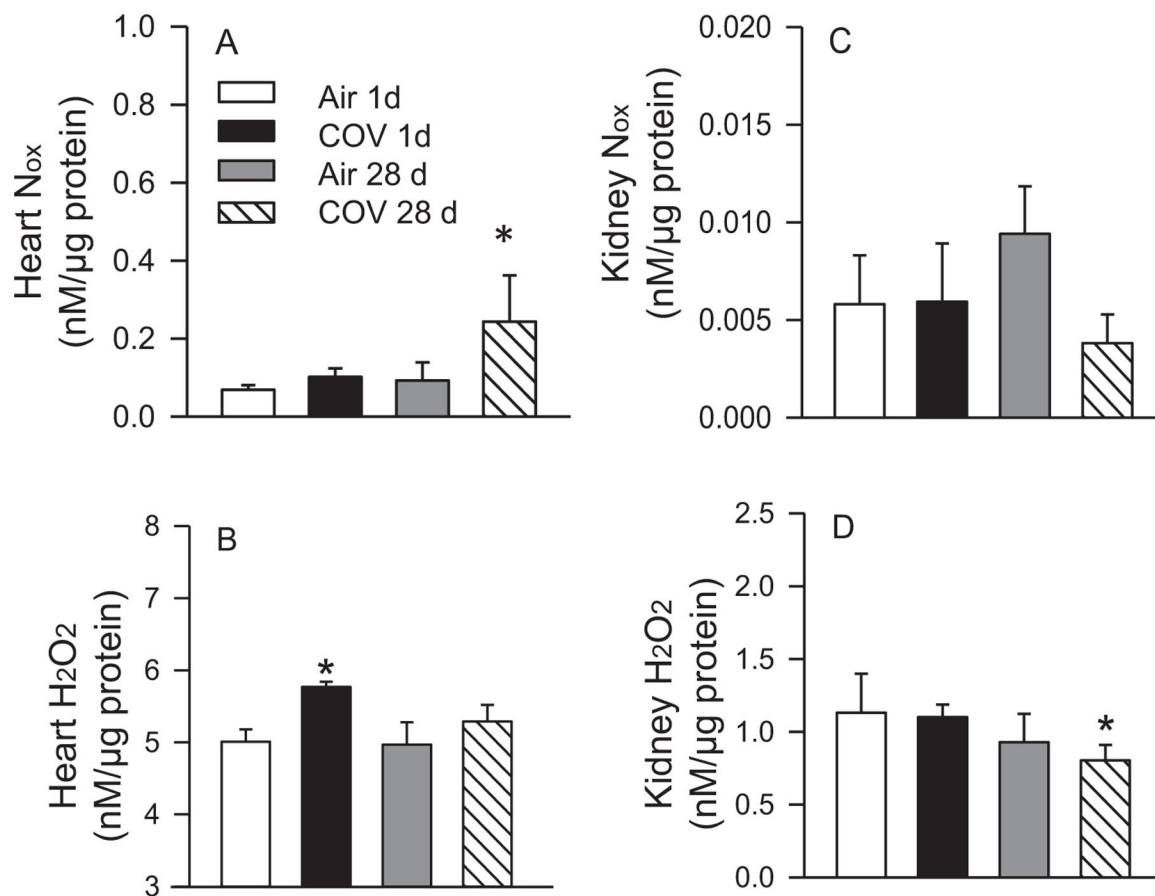 A
Heart Nox
(nM/µg protein)
1.0
0.8
0.6
0.4
0.2
0.0
Air 1d
COV 1d
Air 28 d
COV 28 d
*
C
Kidney Nox
(nM/µg protein)
0.020
0.015
0.010
0.005
0.000
B
Heart H2O2
(nM/µg protein)
8
7
6
5
4
3
*
D
Kidney H2O2
(nM/µg protein)
2.5
2.0
1.5
1.0
0.5
0.0
*